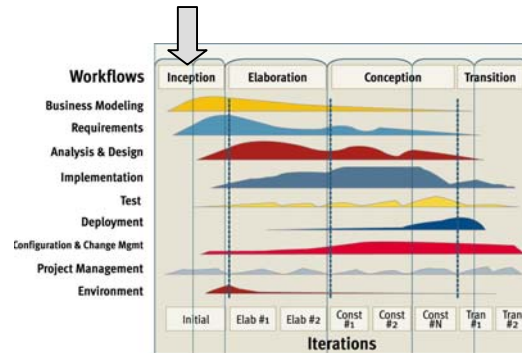 Workflows
Inception
Elaboration
Conception
Transition
Business Modeling
Requirements
Analysis & Design
Implementation
Test
Deployment
Configuration & Change Mgmt
Project Management
Environment
Initial
Elab #1
Elab #2
Const
#1
Const
#2
Const
#N
Tran
#1
Tran
#2
Iterations